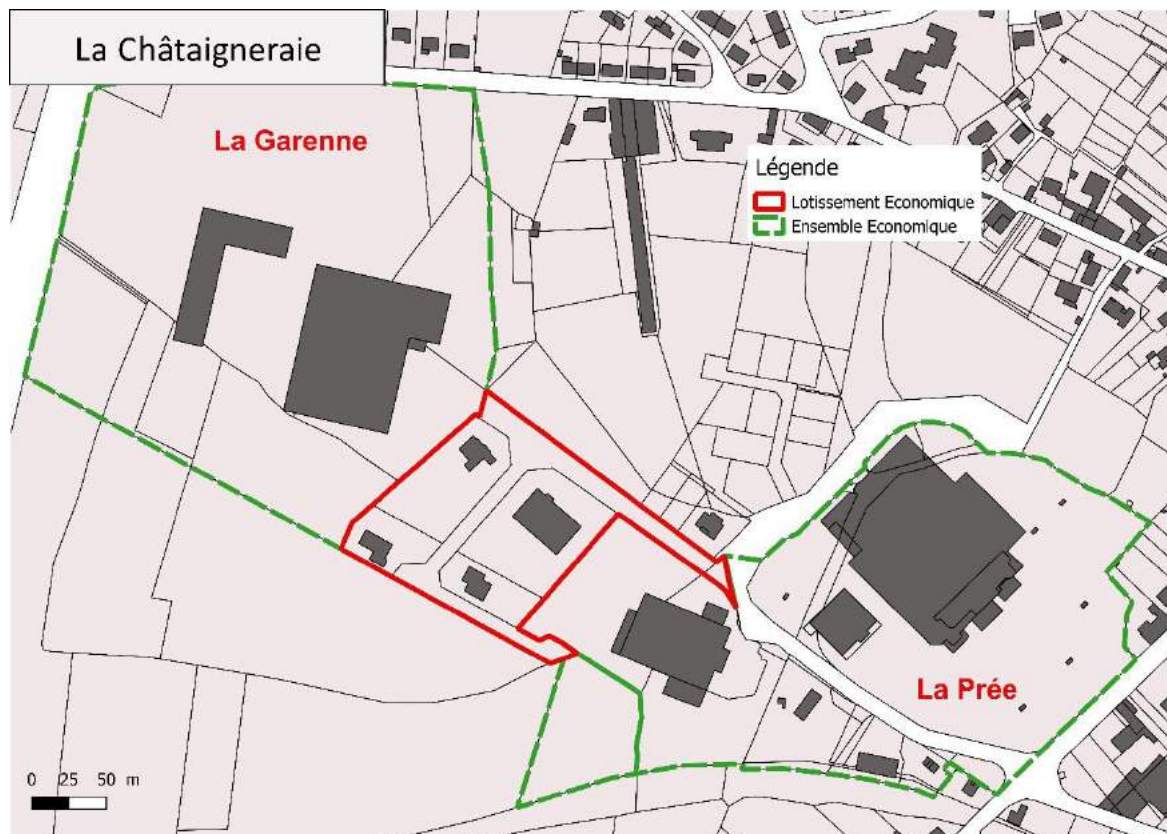 La Châtaigneraie
La Garenne
Légende
Lotissement Economique
Ensemble Economique
La Prée
0 25 50 m